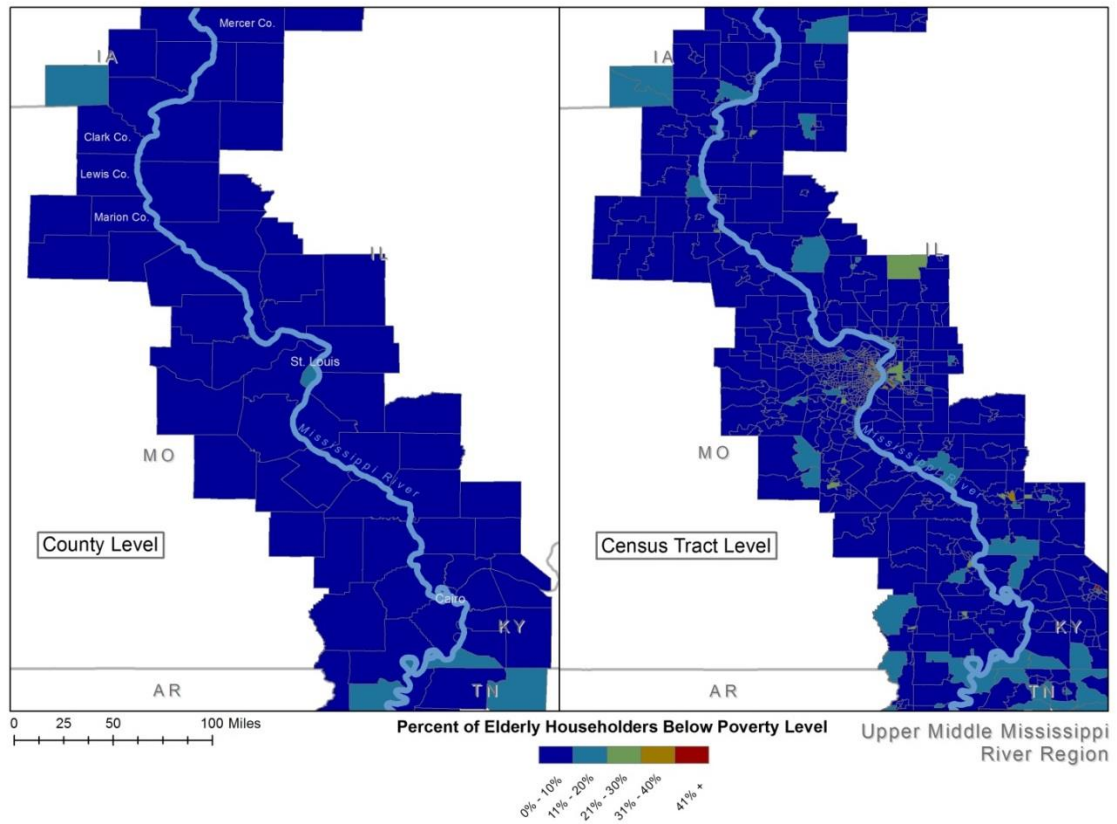 Mercer Co.
IA
Clark Co.
Lewis Co.
Marion Co.
IL
St. Louis
MO
Mississippi River
County Level
Cairo
KY
AR
TN
IA
IL
MO
Mississippi River
Census Tract Level
KY
AR
TN
0 25 50 100 Miles
Percent of Elderly Householders Below Poverty Level
0% - 10%
11% - 20%
21% - 30%
31% - 40%
41% +
Upper Middle Mississippi
River Region